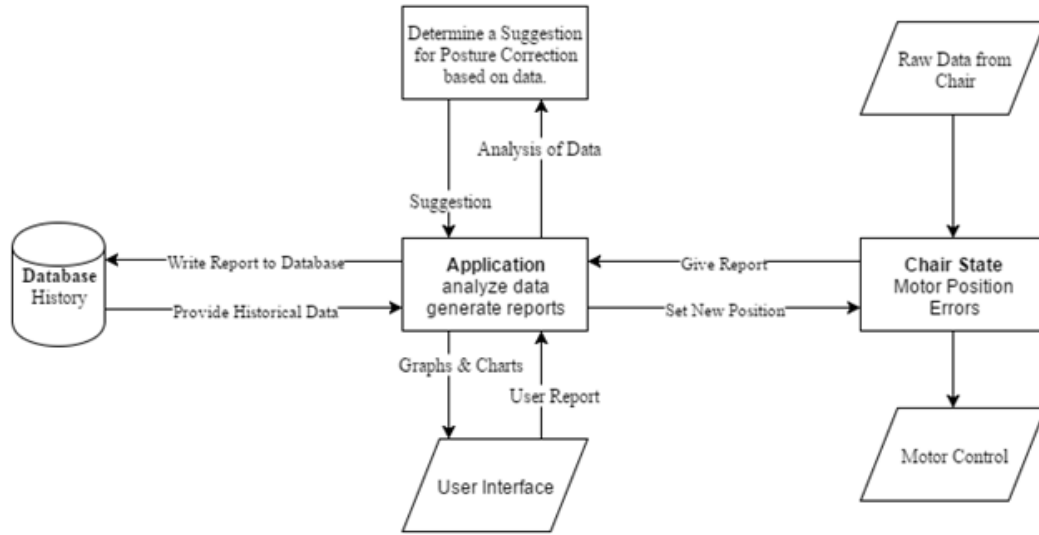 Determine a Suggestion
for Posture Correction
based on data.
Raw Data from
Chair
Analysis of Data
Suggestion
Database
History
Write Report to Database
Provide Historical Data
Application
analyze data
generate reports
Give Report
Set New Position
Chair State
Motor Position
Errors
Graphs & Charts
User Report
User Interface
Motor Control